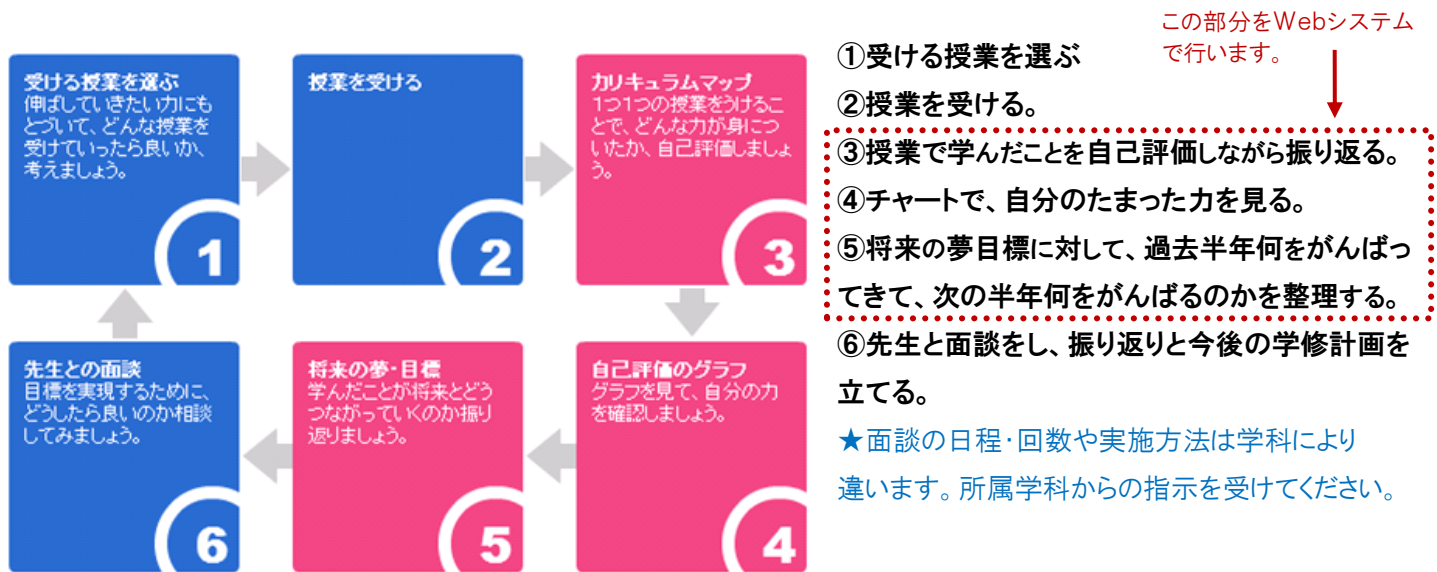 受ける授業を選ぶ
伸ばしていきたい力にも
とづいて、どんな授業を
受けていったら良いか、
考えましょう。
1
授業を受ける
2
カリキュラムマップ
1つ1つの授業をうけるこ
とで、どんな力が身につ
いたか、自己評価しましょ
う。
3
先生との面談
目標を実現するために、
どうしたら良いのか相談
してみましょう。
6
将来の夢・目標
学んだことが将来とどう
つながっていくのか振り
返りましょう。
5
自己評価のグラフ
グラフを見て、自分の力
を確認しましょう。
4
この部分をWebシステム
で行います。
①受ける授業を選ぶ
②授業を受ける。
③授業で学んだことを自己評価しながら振り返る。
④チャートで、自分のたまった力を見る。
⑤将来の夢目標に対して、過去半年何をがんばっ
てきて、次の半年何をがんばるのかを整理する。
⑥先生と面談をし、振り返りと今後の学修計画を
立てる。
★面談の日程・回数や実施方法は学科により
違います。所属学科からの指示を受けてください。